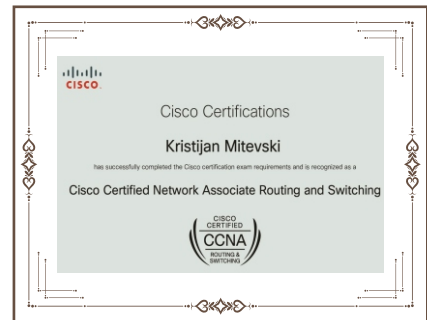 CISCO.
Cisco Certifications
Kristijan Mitevski
has successfully completed the Cisco certification exam requirements and is recognized as a
Cisco Certified Network Associate Routing and Switching
CISCO
CERTIFIED
CCNA
ROUTING &
SWITCHING